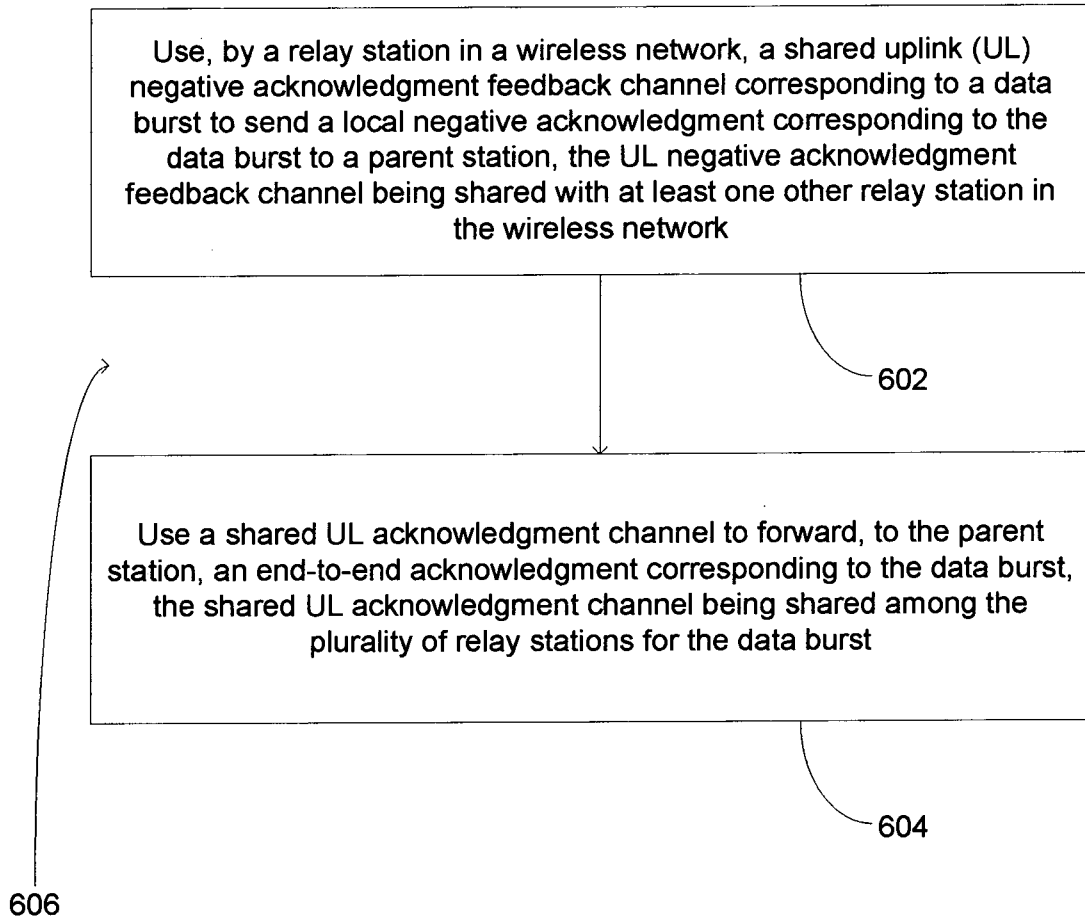 Use, by a relay station in a wireless network, a shared uplink (UL)
negative acknowledgment feedback channel corresponding to a data
burst to send a local negative acknowledgment corresponding to the
data burst to a parent station, the UL negative acknowledgment
feedback channel being shared with at least one other relay station in
the wireless network
602
Use a shared UL acknowledgment channel to forward, to the parent
station, an end-to-end acknowledgment corresponding to the data burst,
the shared UL acknowledgment channel being shared among the
plurality of relay stations for the data burst
604
606